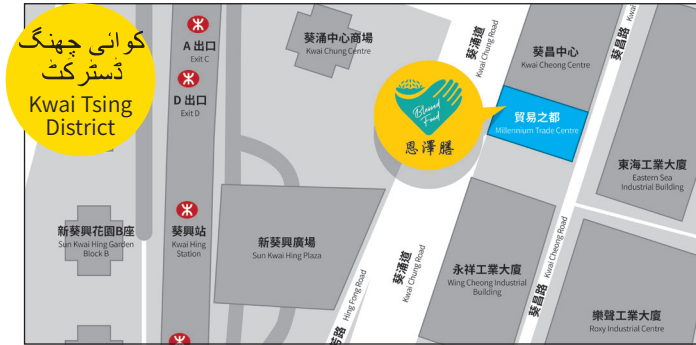 کوائی چھنگ
ڈسٹرکٹ
Kwai Tsing
District
A 出口
Exit C
D 出口
Exit D
葵涌中心商場
Kwai Chung Centre
葵涌道
Kwai Chung Road
葵昌中心
Kwai Cheong Centre
葵昌路
Kwai
Blessed
Food
恩澤膳
貿易之都
Millennium Trade Centre
東海工業大廈
Eastern Sea
Industrial Building
新葵興花園B座
Sun Kwai Hing Garden
Block B
葵興站
Kwai Hing
Station
新葵興廣場
Sun Kwai Hing Plaza
葵涌道
Kwai Chung Road
Hing Fong Road
芳路
永祥工業大廈
Wing Cheong Industrial
Building
葵昌路
Kwai Cheong Road
樂聲工業大廈
Roxy Industrial Centre